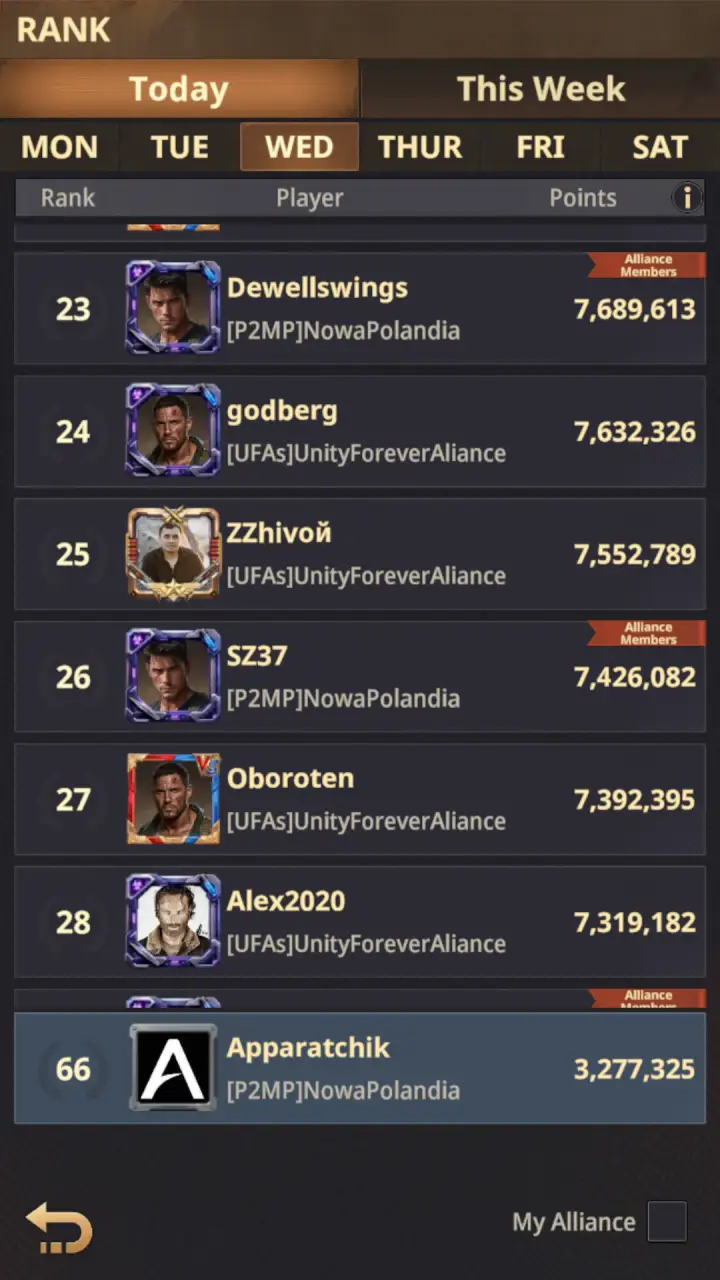 RANK
Today
This Week
MON
TUE
WED
THUR
FRI
SAT
Rank
Player
Points
Alliance
Members
23
Dewellswings
[P2MP]NowaPolandia
7,689,613
24
godberg
[UFAs]UnityForeverAliance
7,632,326
25
ZZhivoй
[UFAs]UnityForeverAliance
7,552,789
Alliance
Members
26
SZ37
[P2MP]NowaPolandia
7,426,082
27
Oboroten
[UFAs]UnityForeverAliance
7,392,395
28
Alex2020
[UFAs]UnityForeverAliance
7,319,182
Alliance
Members
66
Apparatchik
[P2MP]NowaPolandia
3,277,325
My Alliance